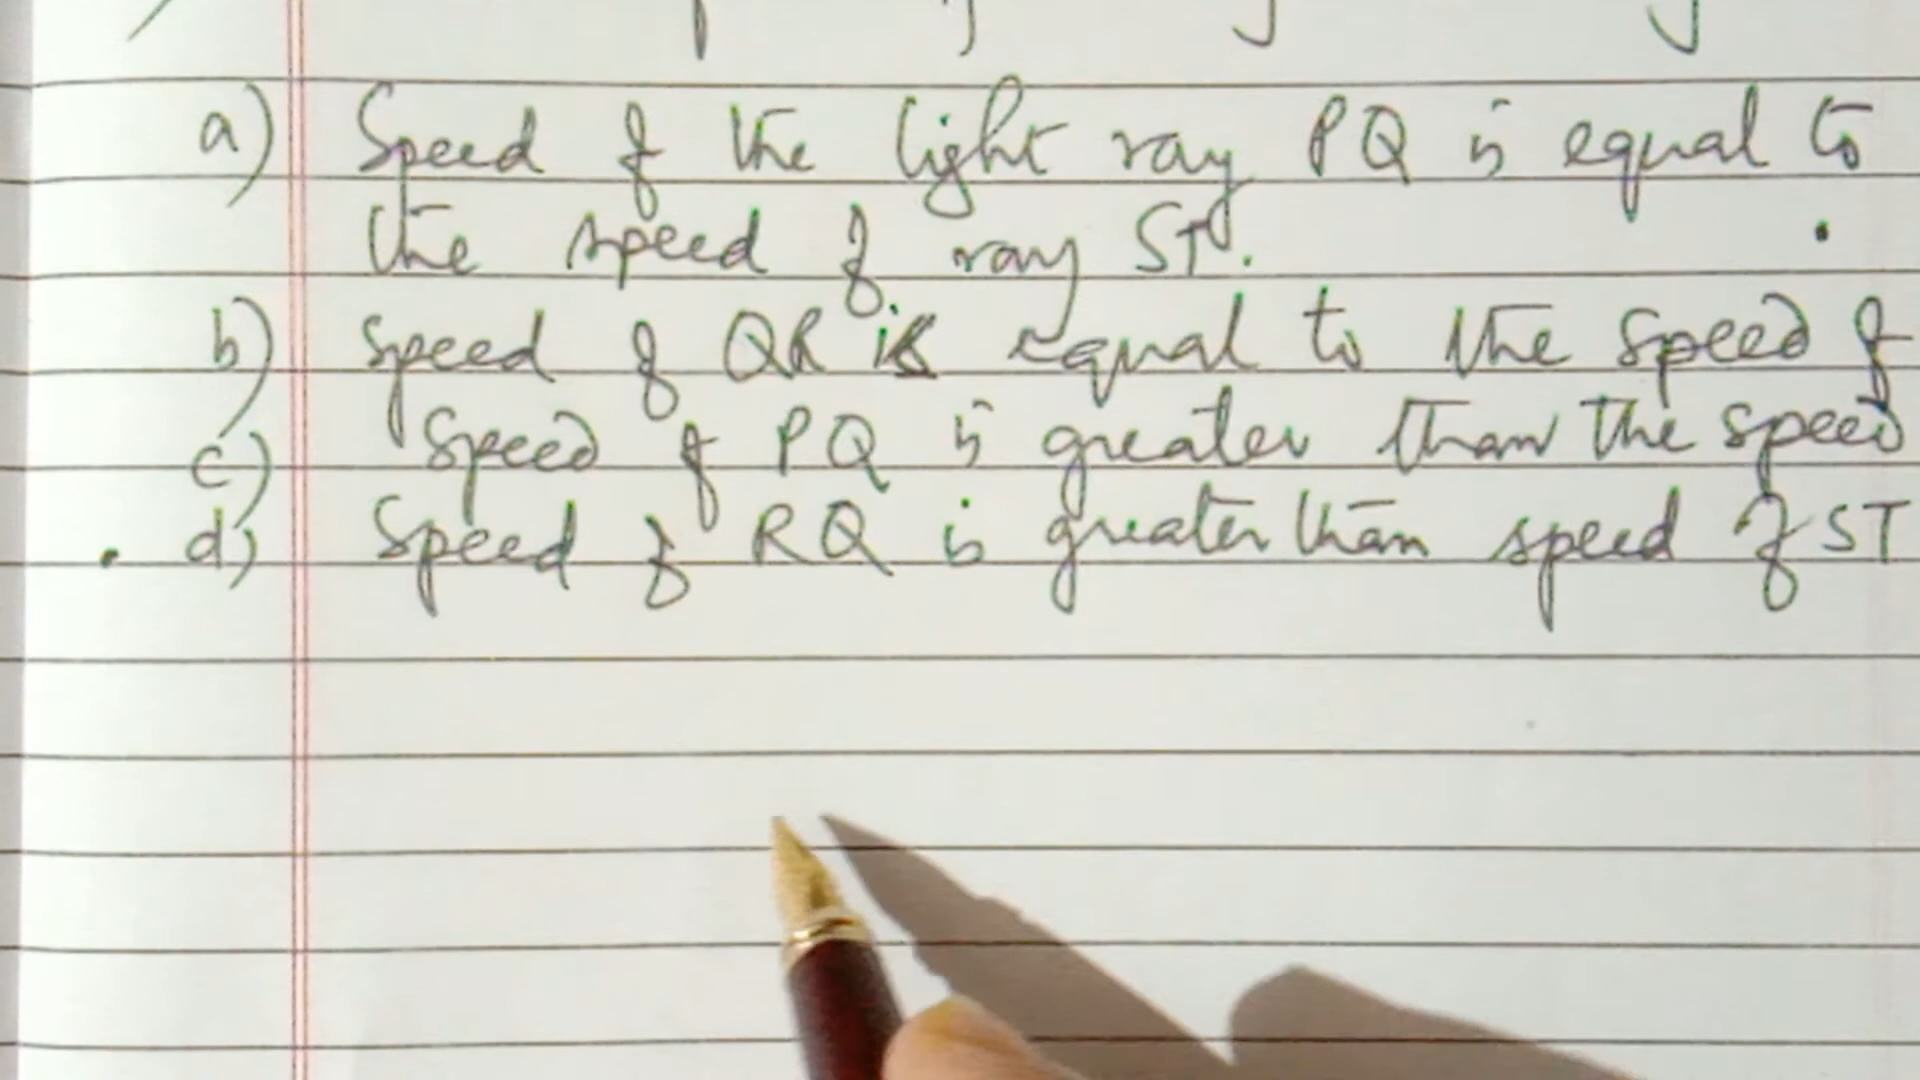 a) Speed of the light ray PQ is equal to
the speed of ray ST.
b) Speed of QR is equal to the speed of
c) Speed of PQ is greater than the speed
d) Speed of RQ is greater than speed of ST